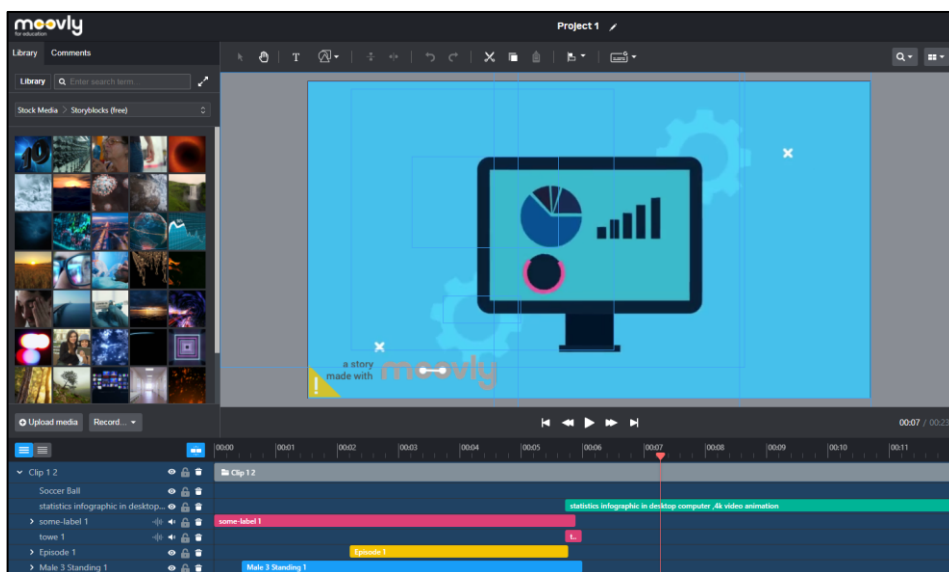 moovly
for education
Project 1
Library Comments
T
Library Enter search term...
Stock Media > Storyblocks (free)
10
a story
made with moovly
!
Upload media Record...
00:07 / 00:23
00:00 00:01 00:02 00:03 00:04 00:05 00:06 00:07 00:08 00:09 00:10 00:11
Clip 1 2 Clip 1 2
Soccer Ball
statistics infographic in desktop... statistics infographic in desktop computer ,4k video animation
some-label 1 some-label 1
towe 1 t..
Episode 1 Episode 1
Male 3 Standing 1 Male 3 Standing 1